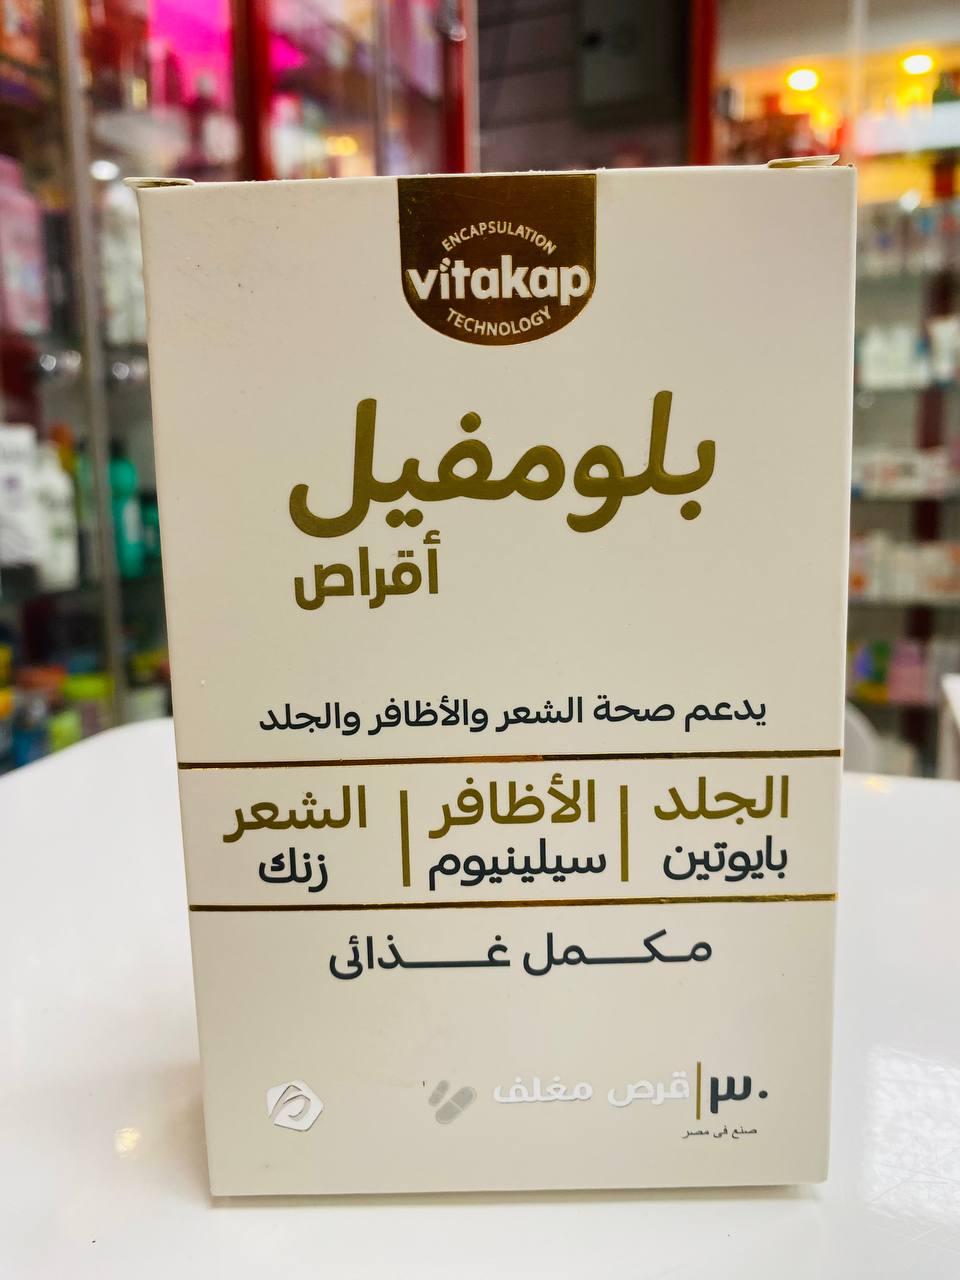 ENCAPSULATION
vitakap
TECHNOLOGY
بلومفيل
أقراص
يدعم صحة الشعر والأظافر والجلد
الجلد | الأظافر | الشعر
بايوتين | سيلينيوم | زنك
مكمل غذائى
٣٠ | قرص مغلف
صنع فى مصر